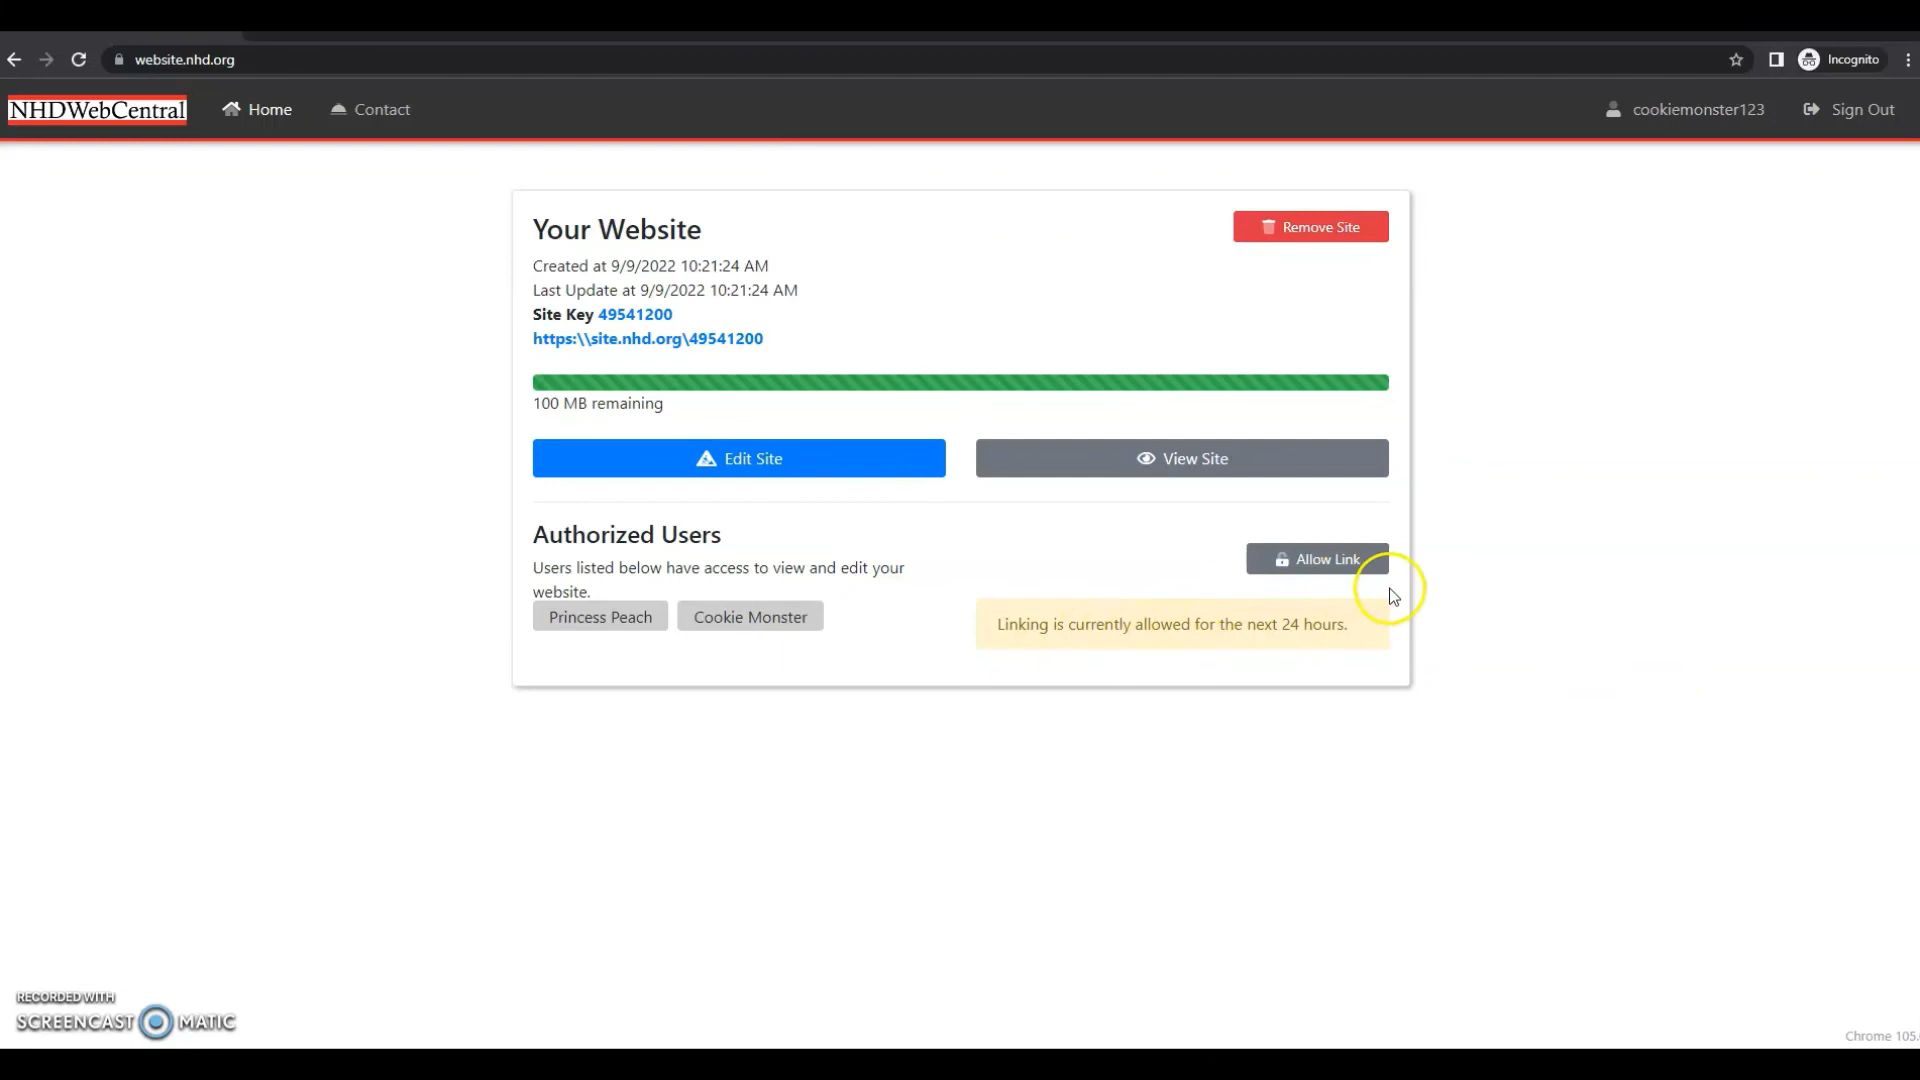 website.nhd.org
Incognito
NHDWebCentral
Home
Contact
cookiemonster123
Sign Out
Your Website
Remove Site
Created at 9/9/2022 10:21:24 AM
Last Update at 9/9/2022 10:21:24 AM
Site Key 49541200
https:\\site.nhd.org\49541200
100 MB remaining
Edit Site
View Site
Authorized Users
Allow Link
Users listed below have access to view and edit your
website.
Princess Peach
Cookie Monster
Linking is currently allowed for the next 24 hours.
RECORDED WITH
SCREENCAST MATIC
Chrome 105.